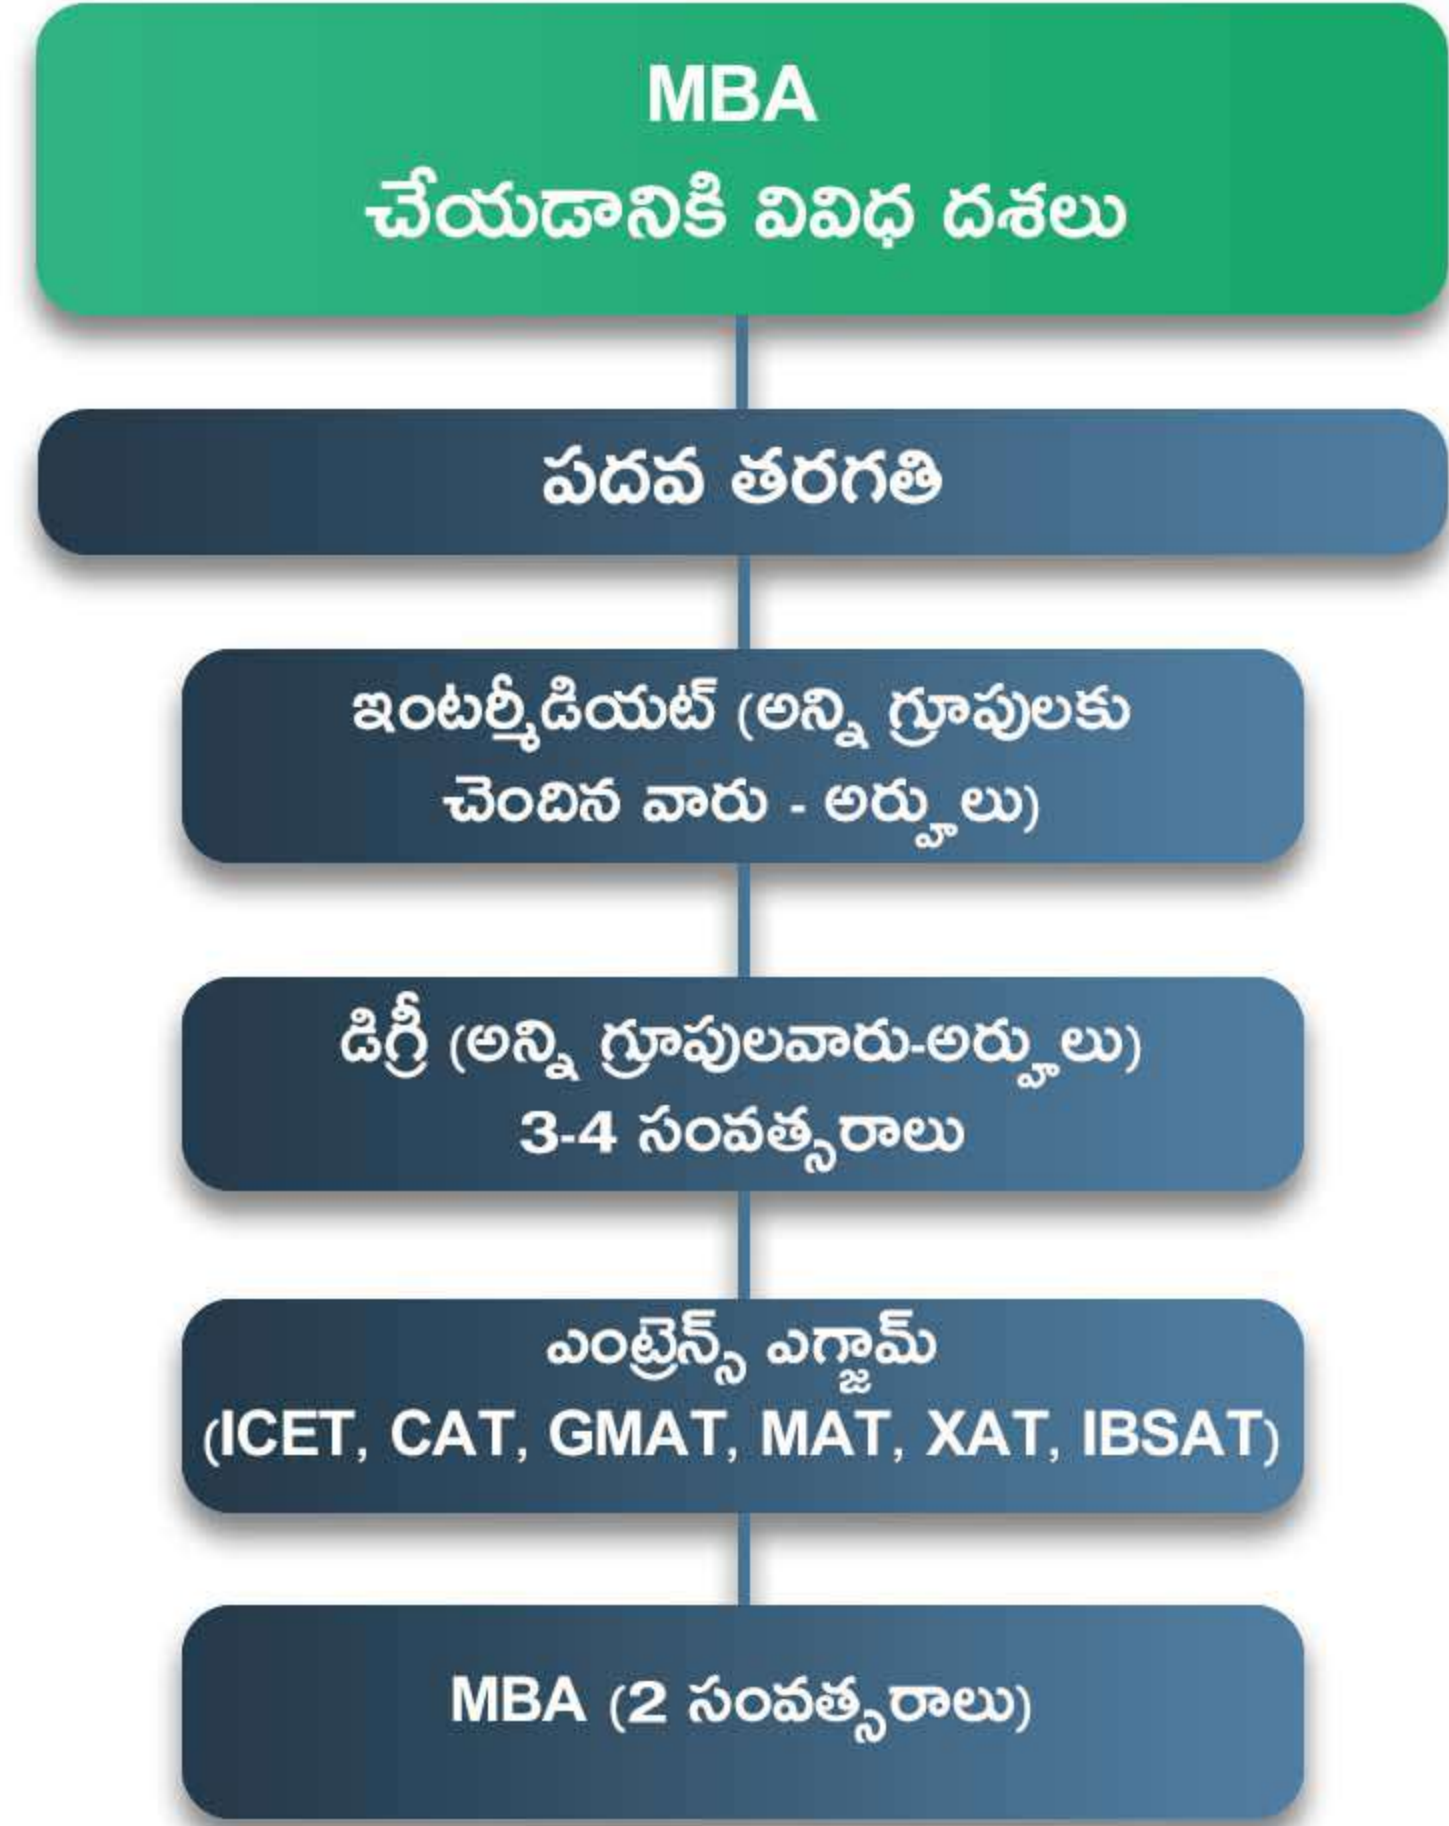 MBA
చేయడానికి వివిధ దశలు
పదవ తరగతి
ఇంటర్మీడియట్ (అన్ని గ్రూపులకు
చెందిన వారు - అర్హులు)
డిగ్రీ (అన్ని గ్రూపులవారు-అర్హులు)
3-4 సంవత్సరాలు
ఎంట్రెన్స్ ఎగ్జామ్
(ICET, CAT, GMAT, MAT, XAT, IBSAT)
MBA (2 సంవత్సరాలు)